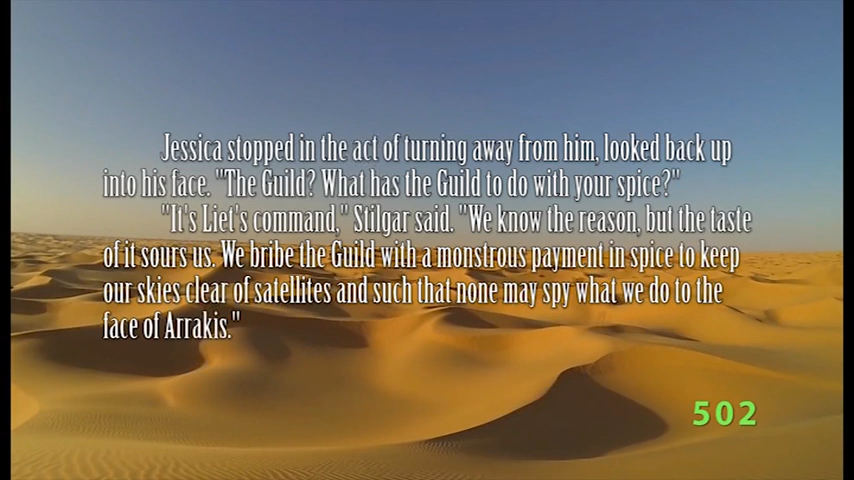 Jessica stopped in the act of turning away from him, looked back up
into his face. "The Guild? What has the Guild to do with your spice?"
"It's Liet's command," Stilgar said. "We know the reason, but the taste
of it sours us. We bribe the Guild with a monstrous payment in spice to keep
our skies clear of satellites and such that none may spy what we do to the
face of Arrakis."
502